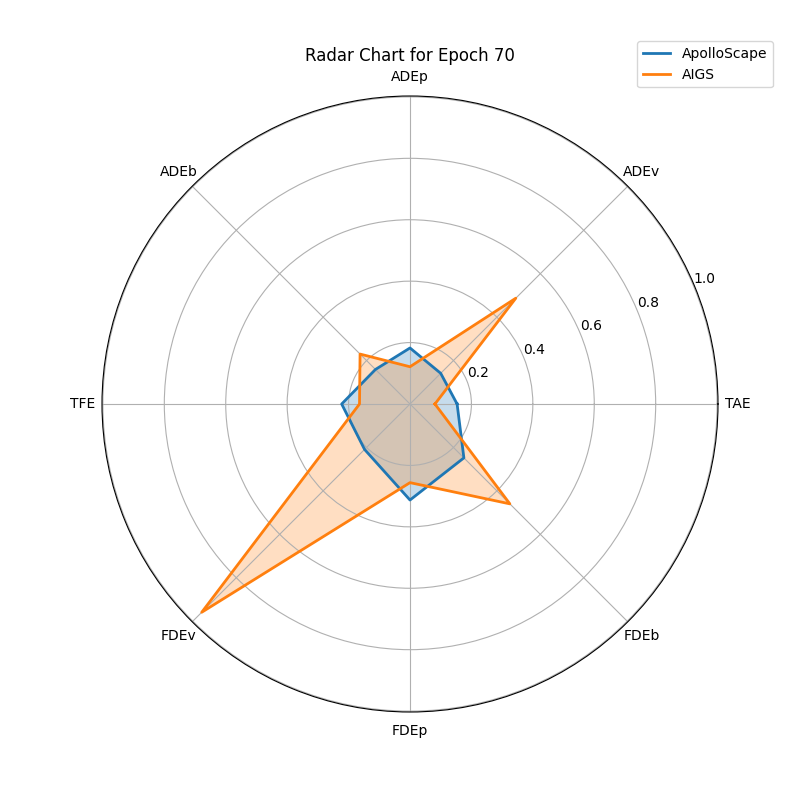 Radar Chart for Epoch 70
ApolloScape
AIGS
ADEp
ADEb
ADEv
1.0
0.8
0.6
0.4
0.2
TFE
TAE
FDEv
FDEb
FDEp